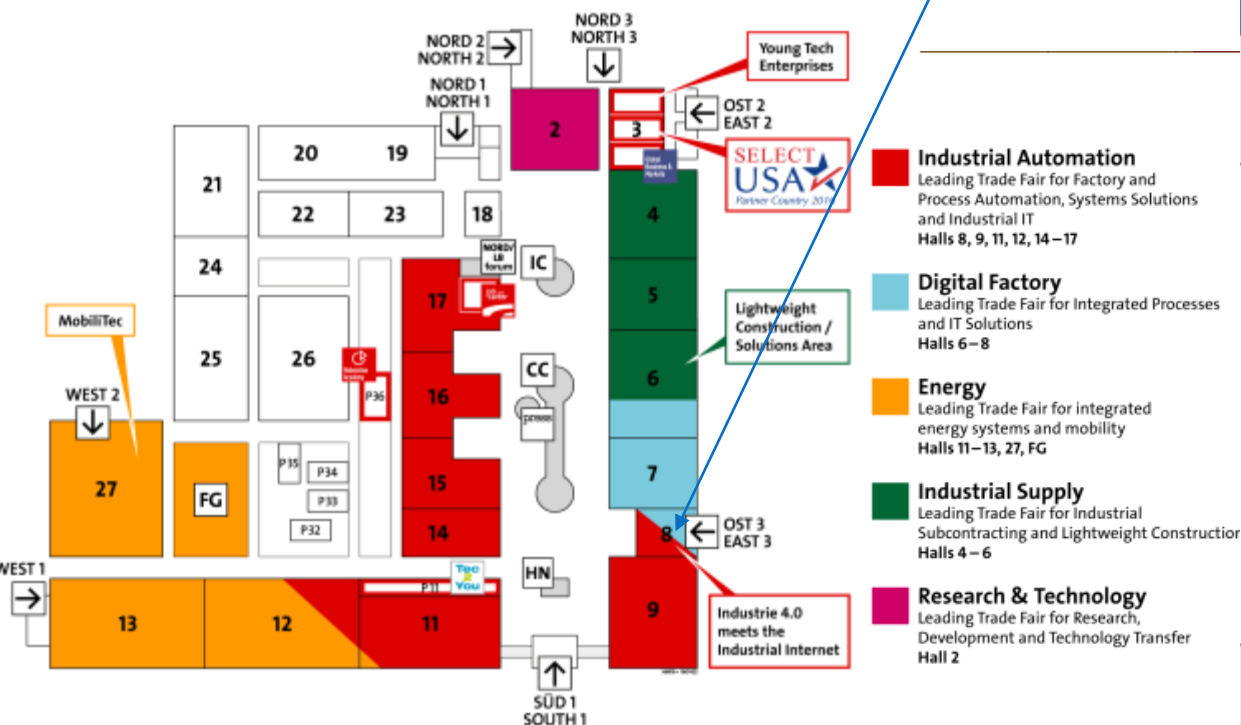 NORD 3
NORTH 3
NORD 2
NORTH 2
NORD 1
NORTH 1
Young Tech
Enterprises
OST 2
EAST 2
2
3
Global
Business &
Markets
SELECT
USA
20
19
21
22
23
18
4
24
NORD/
LB
forum
IC
17
5
MobiliTec
Lightweight
Construction /
Solutions Area
25
26
CC
6
P36
16
press
WEST 2
7
27
FG
P35
P34
P33
P32
15
14
8
OST 3
EAST 3
WEST 1
Tec
2
You
HN
P11
13
12
11
9
Industrie 4.0
meets the
Industrial Internet
SÜD 1
SOUTH 1
Industrial Automation
Leading Trade Fair for Factory and
Process Automation, Systems Solutions
and Industrial IT
Halls 8, 9, 11, 12, 14–17
Digital Factory
Leading Trade Fair for Integrated Processes
and IT Solutions
Halls 6–8
Energy
Leading Trade Fair for integrated
energy systems and mobility
Halls 11–13, 27, FG
Industrial Supply
Leading Trade Fair for Industrial
Subcontracting and Lightweight Construction
Halls 4–6
Research & Technology
Leading Trade Fair for Research,
Development and Technology Transfer
Hall 2